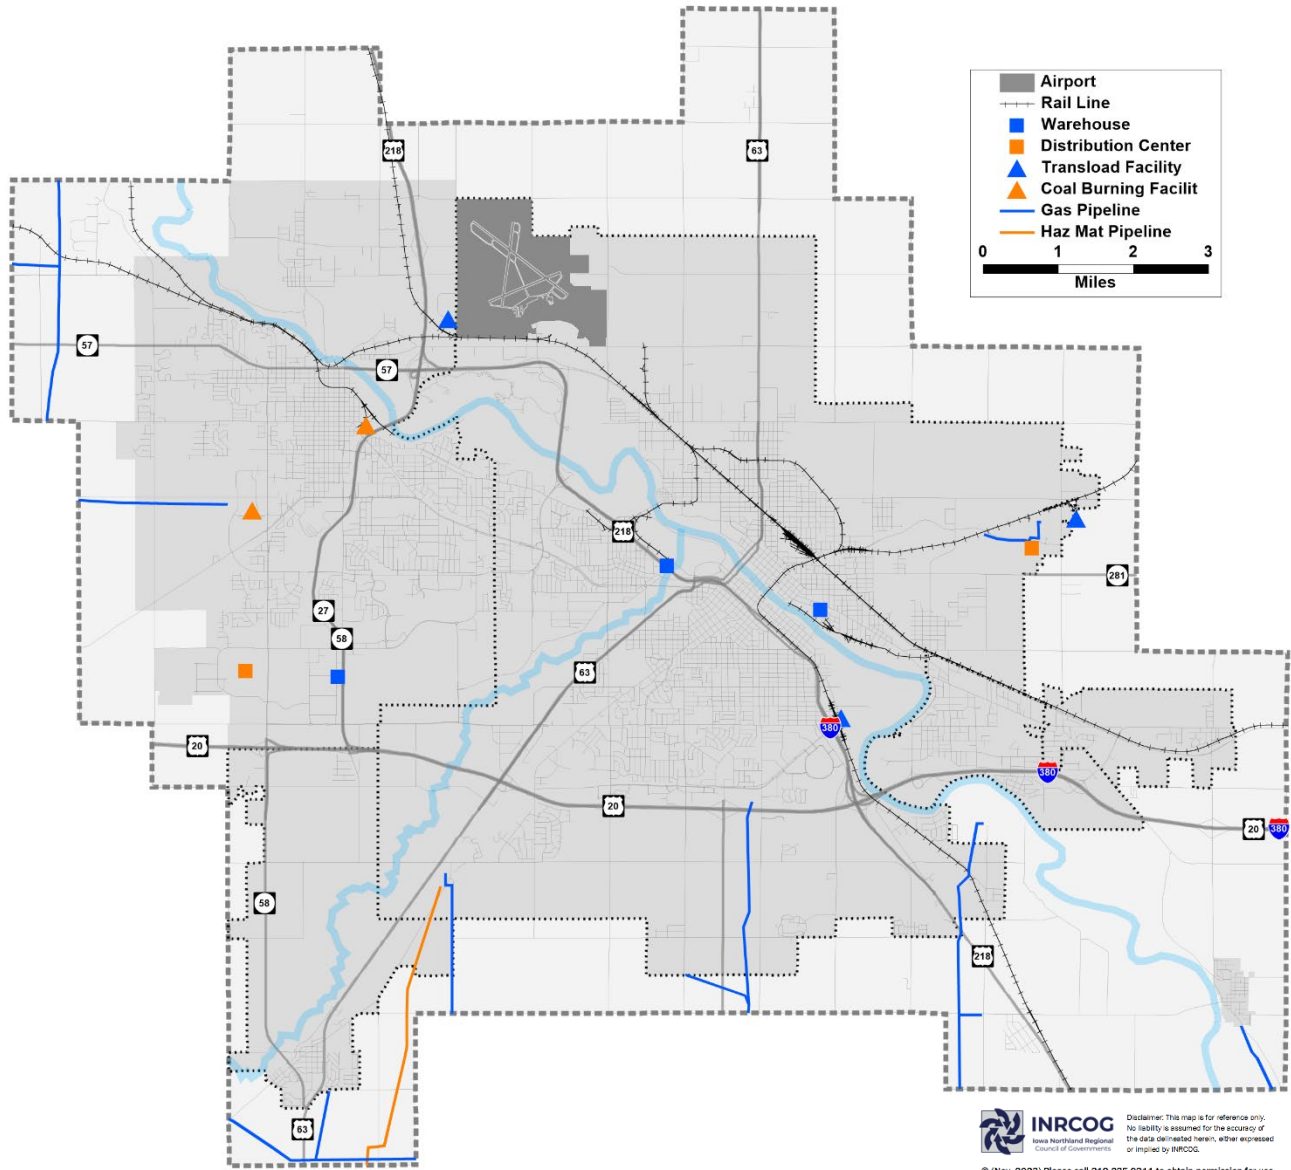 218
63
Airport
Rail Line
Warehouse
Distribution Center
Transload Facility
Coal Burning Facilit
Gas Pipeline
Haz Mat Pipeline
0 1 2 3
Miles
57
57
218
281
27
58
63
380
20
380
20
20 380
58
218
63
INRCOG
Iowa Northland Regional
Council of Governments
Disclaimer: This map is for reference only.
No liability is assumed for the accuracy of
the data delineated herein, either expressed
or implied by INRCOG.